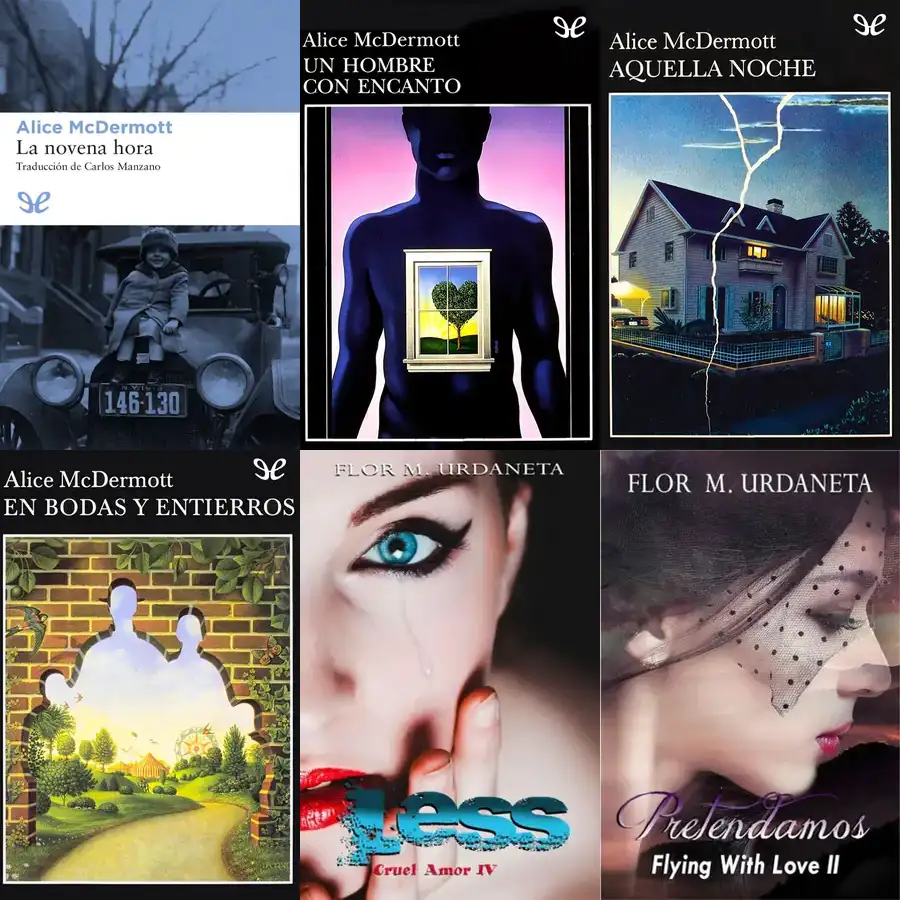 Alice McDermott
La novena hora
Traducción de Carlos Manzano
N.Y.
146-130
Alice McDermott
UN HOMBRE
CON ENCANTO
Alice McDermott
AQUELLA NOCHE
Alice McDermott
EN BODAS Y ENTIERROS
FLOR M. URDANETA
Jess
Cruel Amor IV
FLOR M. URDANETA
Pretendamos
Flying With Love II